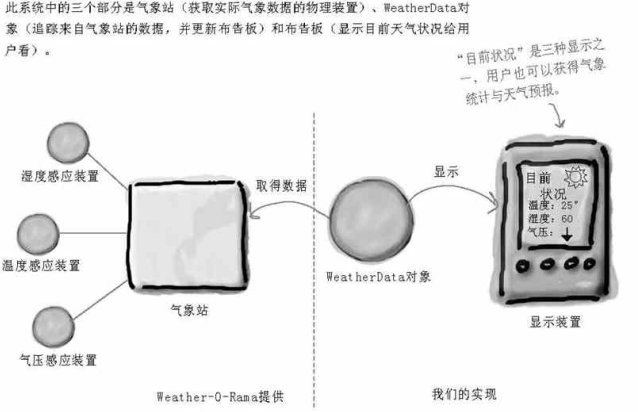 此系统中的三个部分是气象站（获取实际气象数据的物理装置）、WeatherData对
象（追踪来自气象站的数据，并更新布告板）和布告板（显示目前天气状况给用
户看）。
“目前状况”是三种显示之
一，用户也可以获得气象
统计与天气预报。
湿度感应装置
温度感应装置
气压感应装置
气象站
取得数据
WeatherData对象
显示
目前
状况
温度：25°
湿度：60
气压：
显示装置
Weather-O-Rama提供
我们的实现